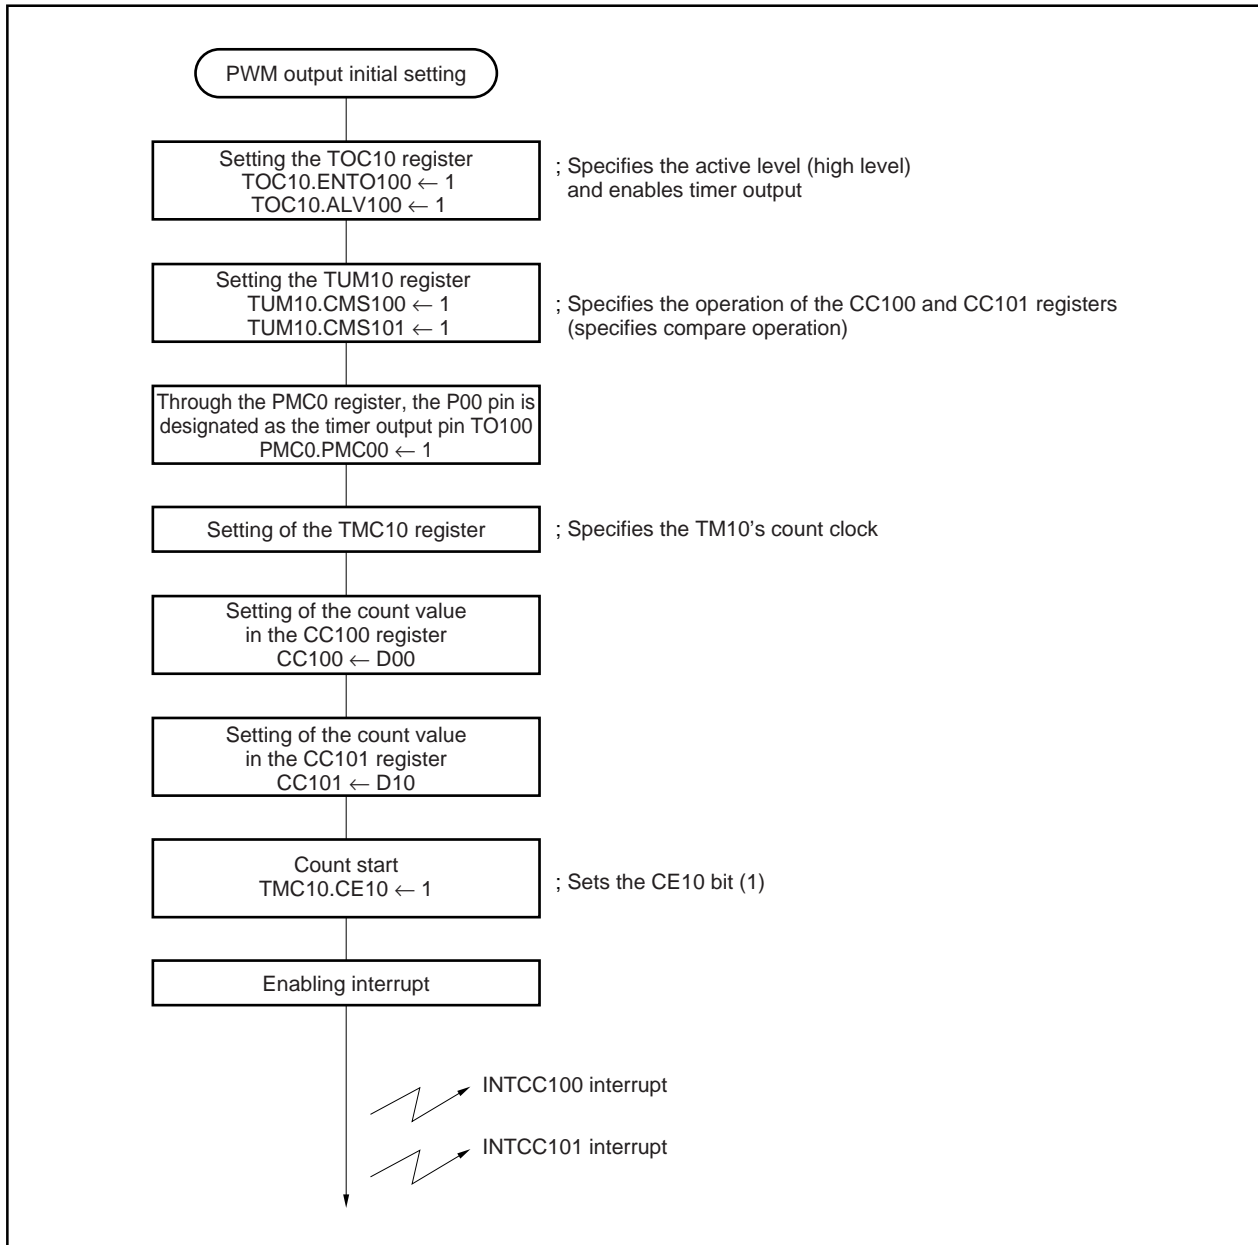 PWM output initial setting
Setting the TOC10 register
TOC10.ENTO100 ← 1
TOC10.ALV100 ← 1
; Specifies the active level (high level)
and enables timer output
Setting the TUM10 register
TUM10.CMS100 ← 1
TUM10.CMS101 ← 1
; Specifies the operation of the CC100 and CC101 registers
(specifies compare operation)
Through the PMC0 register, the P00 pin is
designated as the timer output pin TO100
PMC0.PMC00 ← 1
Setting of the TMC10 register
; Specifies the TM10’s count clock
Setting of the count value
in the CC100 register
CC100 ← D00
Setting of the count value
in the CC101 register
CC101 ← D10
Count start
TMC10.CE10 ← 1
; Sets the CE10 bit (1)
Enabling interrupt
INTCC100 interrupt
INTCC101 interrupt